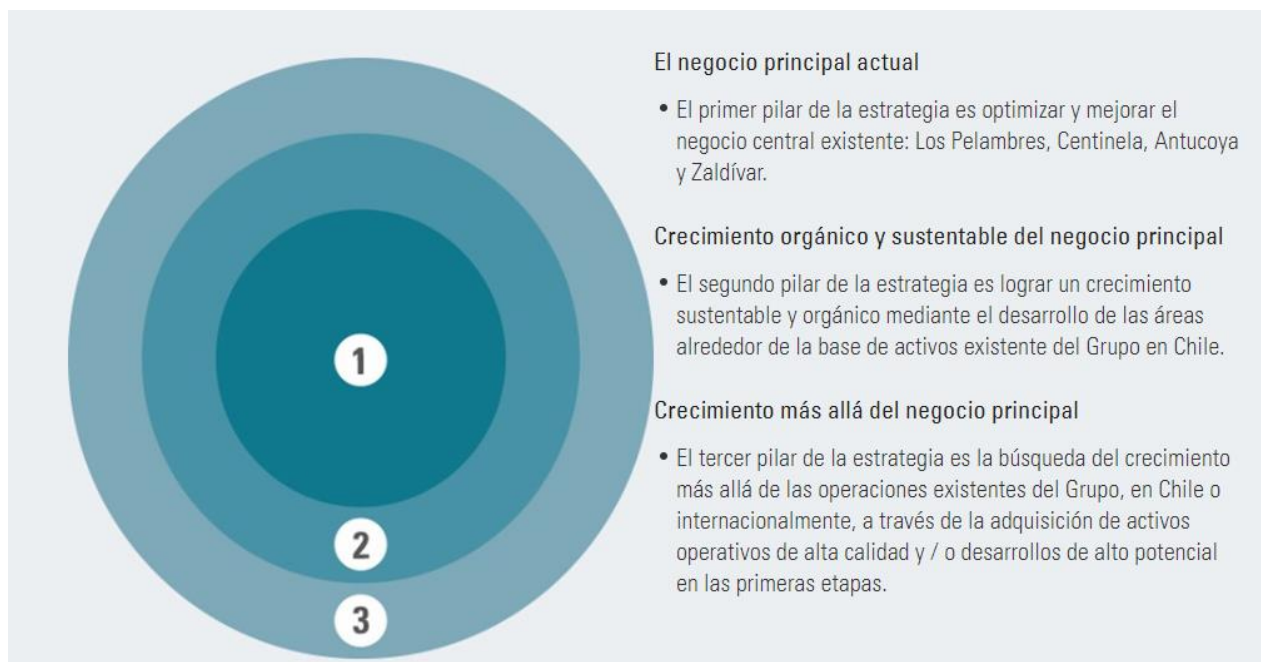 El negocio principal actual
• El primer pilar de la estrategia es optimizar y mejorar el
negocio central existente: Los Pelambres, Centinela, Antucoya
y Zaldívar.
Crecimiento orgánico y sustentable del negocio principal
• El segundo pilar de la estrategia es lograr un crecimiento
sustentable y orgánico mediante el desarrollo de las áreas
alrededor de la base de activos existente del Grupo en Chile.
Crecimiento más allá del negocio principal
• El tercer pilar de la estrategia es la búsqueda del crecimiento
más allá de las operaciones existentes del Grupo, en Chile o
internacionalmente, a través de la adquisición de activos
operativos de alta calidad y / o desarrollos de alto potencial
en las primeras etapas.
1
2
3